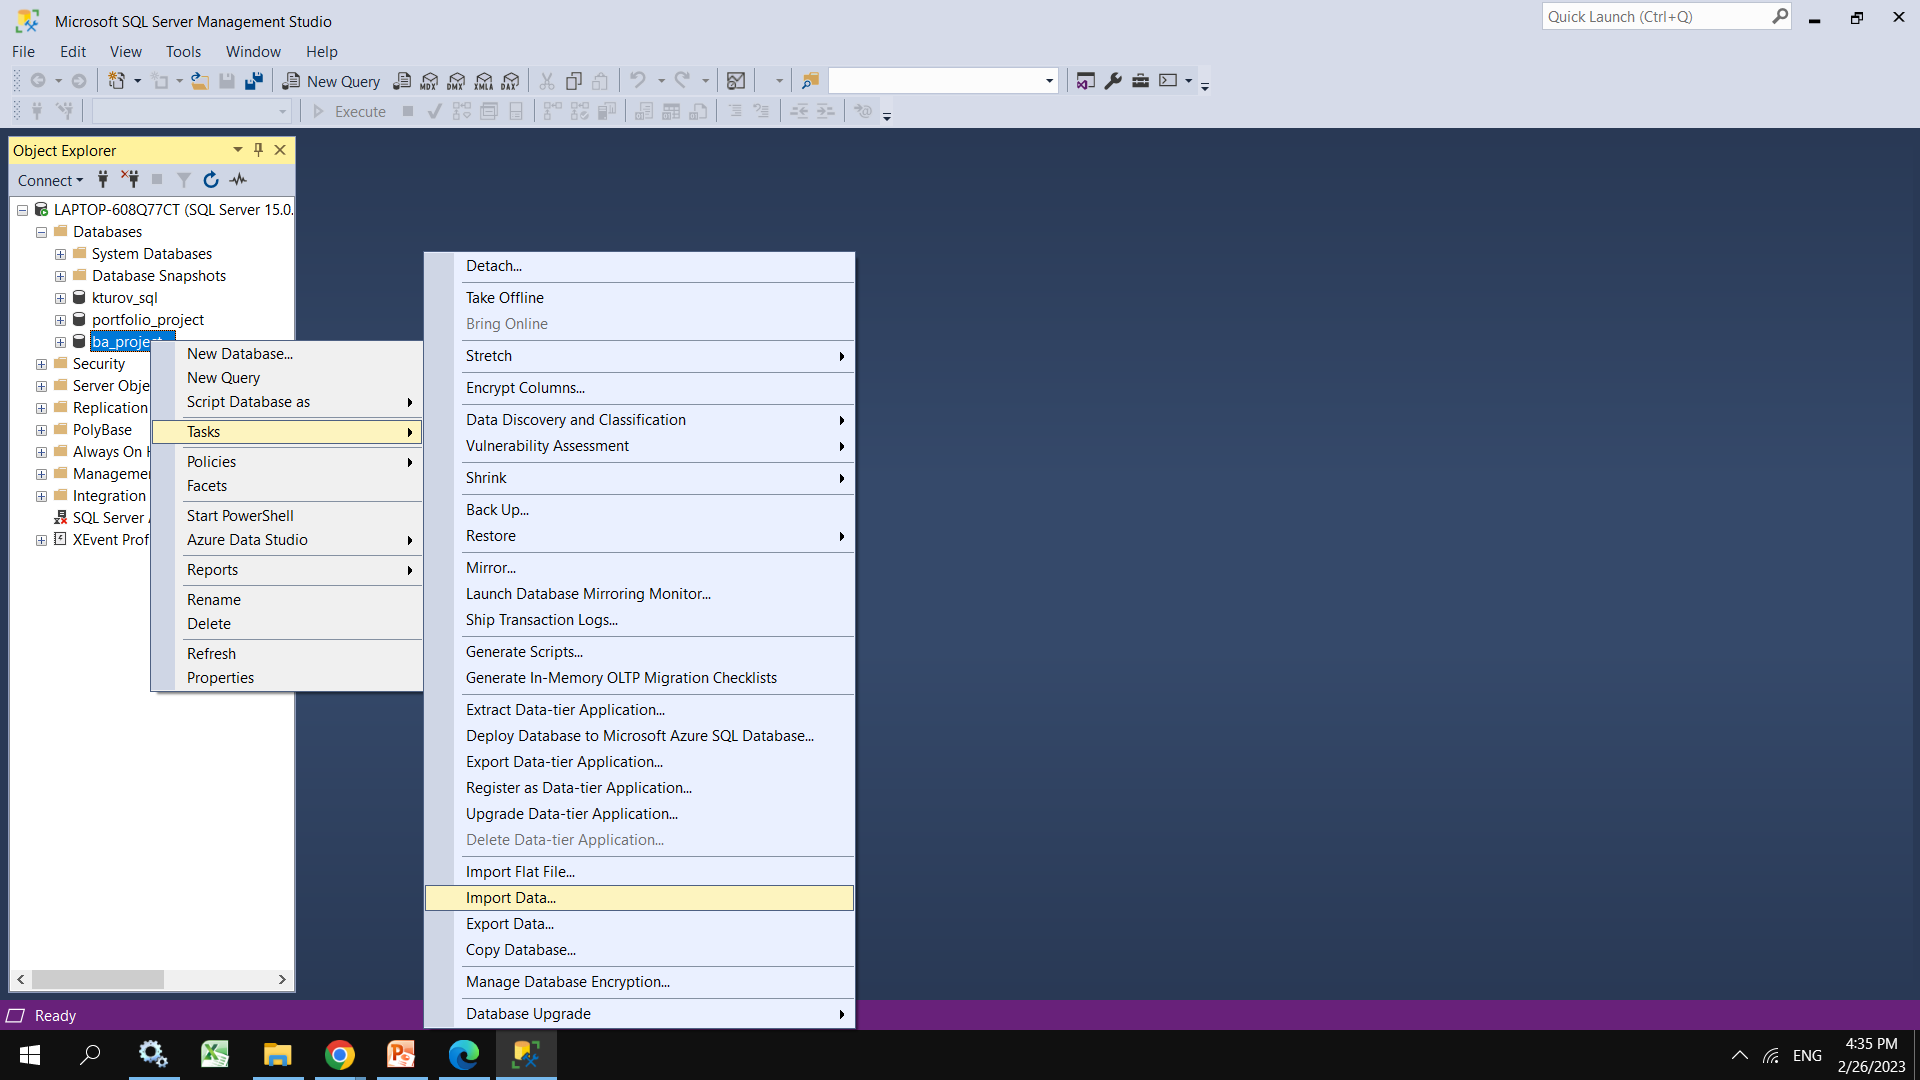 Microsoft SQL Server Management Studio
Quick Launch (Ctrl+Q)
File Edit View Tools Window Help
New Query MDX DMX XMLA DAX
Execute
Object Explorer
Connect
LAPTOP-608Q77CT (SQL Server 15.0.
Databases
System Databases
Database Snapshots
kturov_sql
portfolio_project
ba_project
Security
Server Obje
Replication
PolyBase
Always On
Managemen
Integration
SQL Server
XEvent Prof
New Database...
New Query
Script Database as
Tasks
Policies
Facets
Start PowerShell
Azure Data Studio
Reports
Rename
Delete
Refresh
Properties
Detach...
Take Offline
Bring Online
Stretch
Encrypt Columns...
Data Discovery and Classification
Vulnerability Assessment
Shrink
Back Up...
Restore
Mirror...
Launch Database Mirroring Monitor...
Ship Transaction Logs...
Generate Scripts...
Generate In-Memory OLTP Migration Checklists
Extract Data-tier Application...
Deploy Database to Microsoft Azure SQL Database...
Export Data-tier Application...
Register as Data-tier Application...
Upgrade Data-tier Application...
Delete Data-tier Application...
Import Flat File...
Import Data...
Export Data...
Copy Database...
Manage Database Encryption...
Database Upgrade
Ready
ENG
4:35 PM
2/26/2023